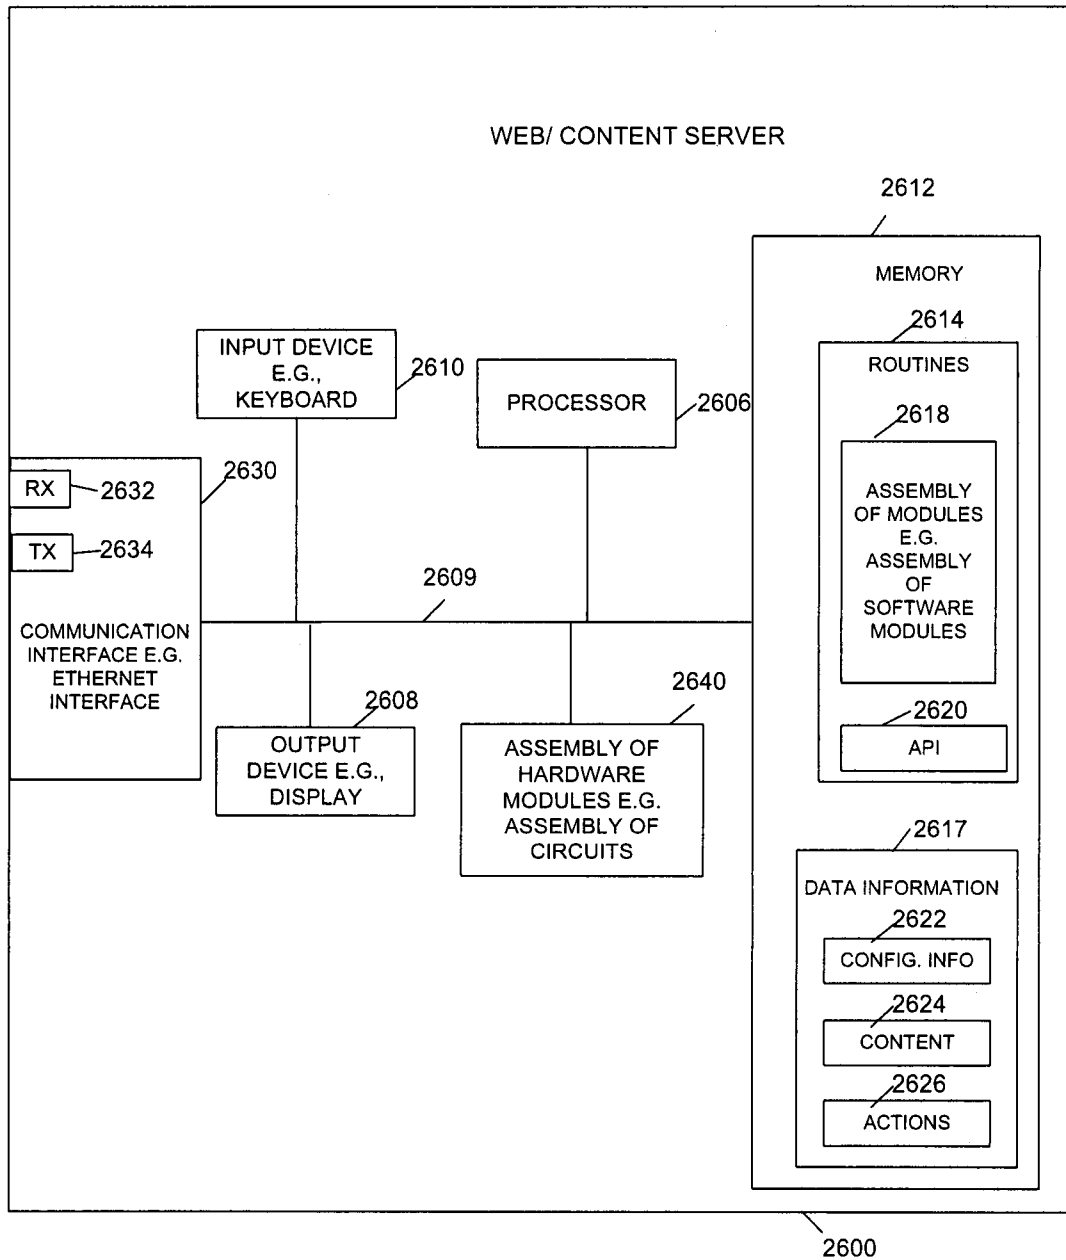 WEB/ CONTENT SERVER
2612
MEMORY
2614
ROUTINES
2618
ASSEMBLY
OF MODULES
E.G.
ASSEMBLY
OF
SOFTWARE
MODULES
2620
API
2617
DATA INFORMATION
2622
CONFIG. INFO
2624
CONTENT
2626
ACTIONS
INPUT DEVICE
E.G.,
KEYBOARD
2610
PROCESSOR
2606
2630
RX
2632
TX
2634
COMMUNICATION
INTERFACE E.G.
ETHERNET
INTERFACE
2609
2608
OUTPUT
DEVICE E.G.,
DISPLAY
2640
ASSEMBLY OF
HARDWARE
MODULES E.G.
ASSEMBLY OF
CIRCUITS
2600